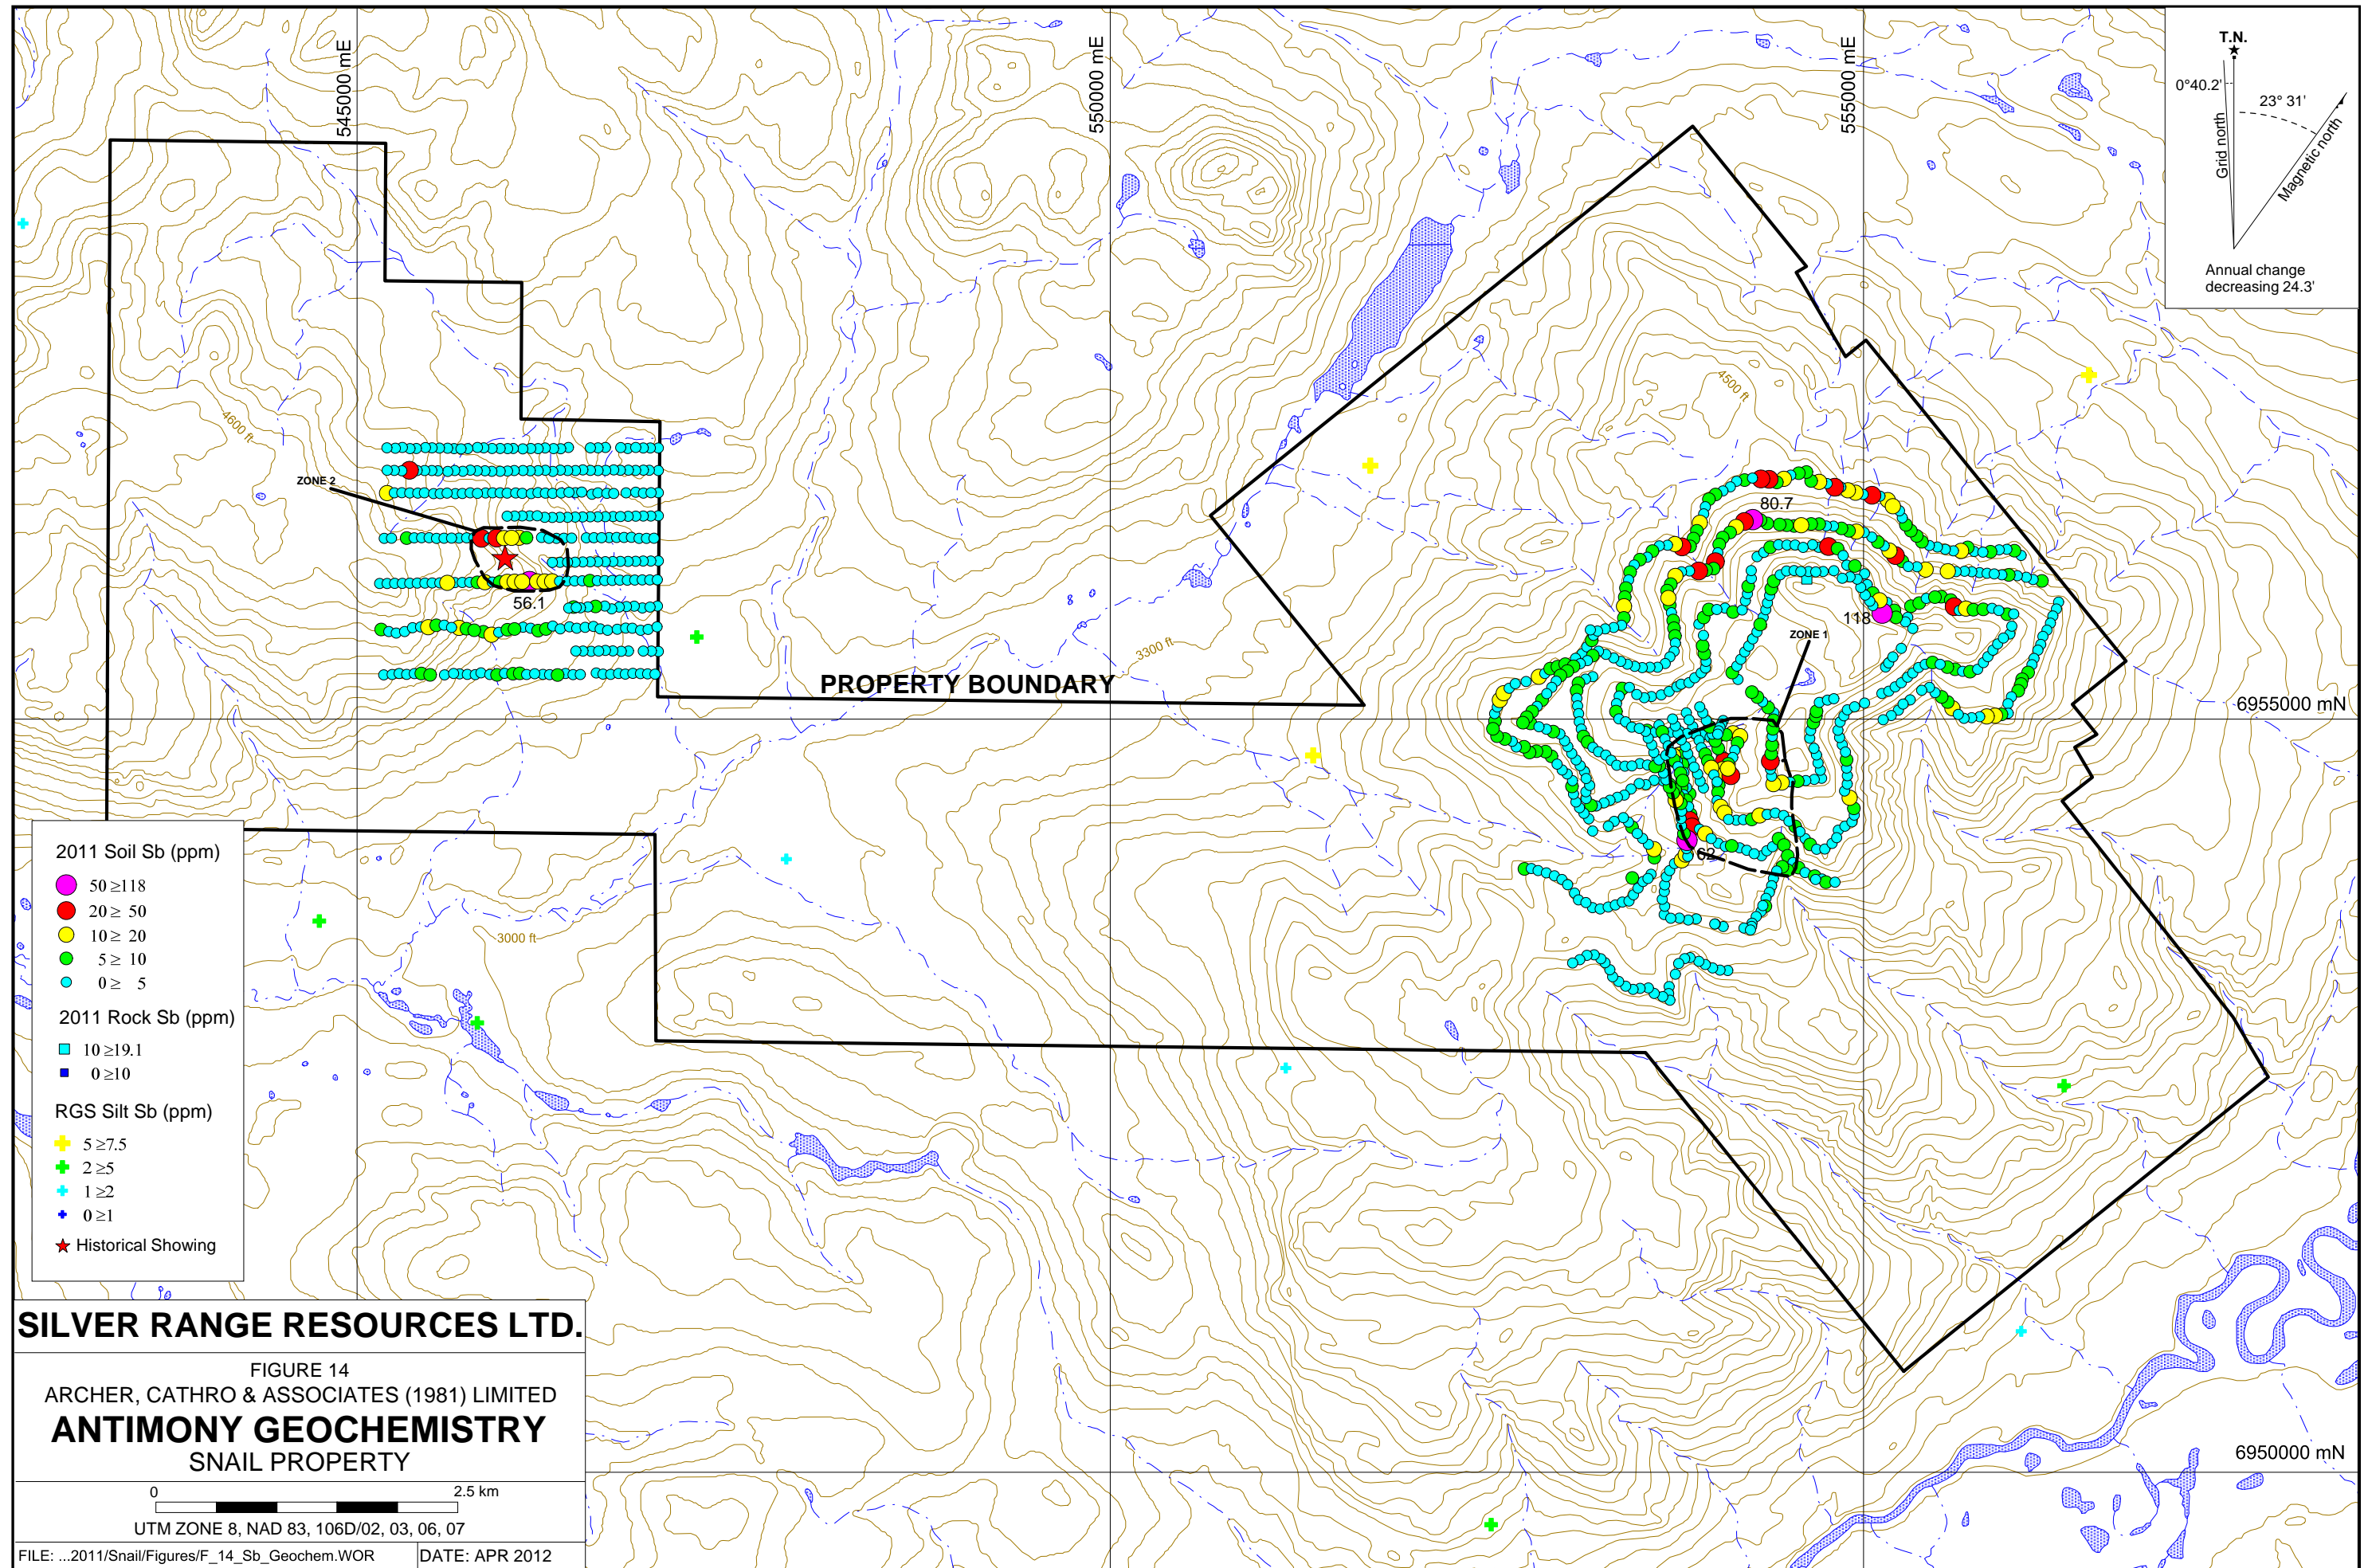 545000 mE
550000 mE
555000 mE
T.N.
0°40.2'
23° 31'
Grid north
Magnetic north
Annual change
decreasing 24.3'
4600 ft
4500 ft
ZONE 2
80.7
56.1
118
ZONE 1
3300 ft
PROPERTY BOUNDARY
6955000 mN
62
3000 ft
2011 Soil Sb (ppm)
50 ≥118
20 ≥ 50
10 ≥ 20
5 ≥ 10
0 ≥ 5
2011 Rock Sb (ppm)
10 ≥19.1
0 ≥10
RGS Silt Sb (ppm)
5 ≥7.5
2 ≥5
1 ≥2
0 ≥1
Historical Showing
6950000 mN
SILVER RANGE RESOURCES LTD.
FIGURE 14
ARCHER, CATHRO & ASSOCIATES (1981) LIMITED
ANTIMONY GEOCHEMISTRY
SNAIL PROPERTY
0 2.5 km
UTM ZONE 8, NAD 83, 106D/02, 03, 06, 07
FILE: ...2011/Snail/Figures/F_14_Sb_Geochem.WOR DATE: APR 2012